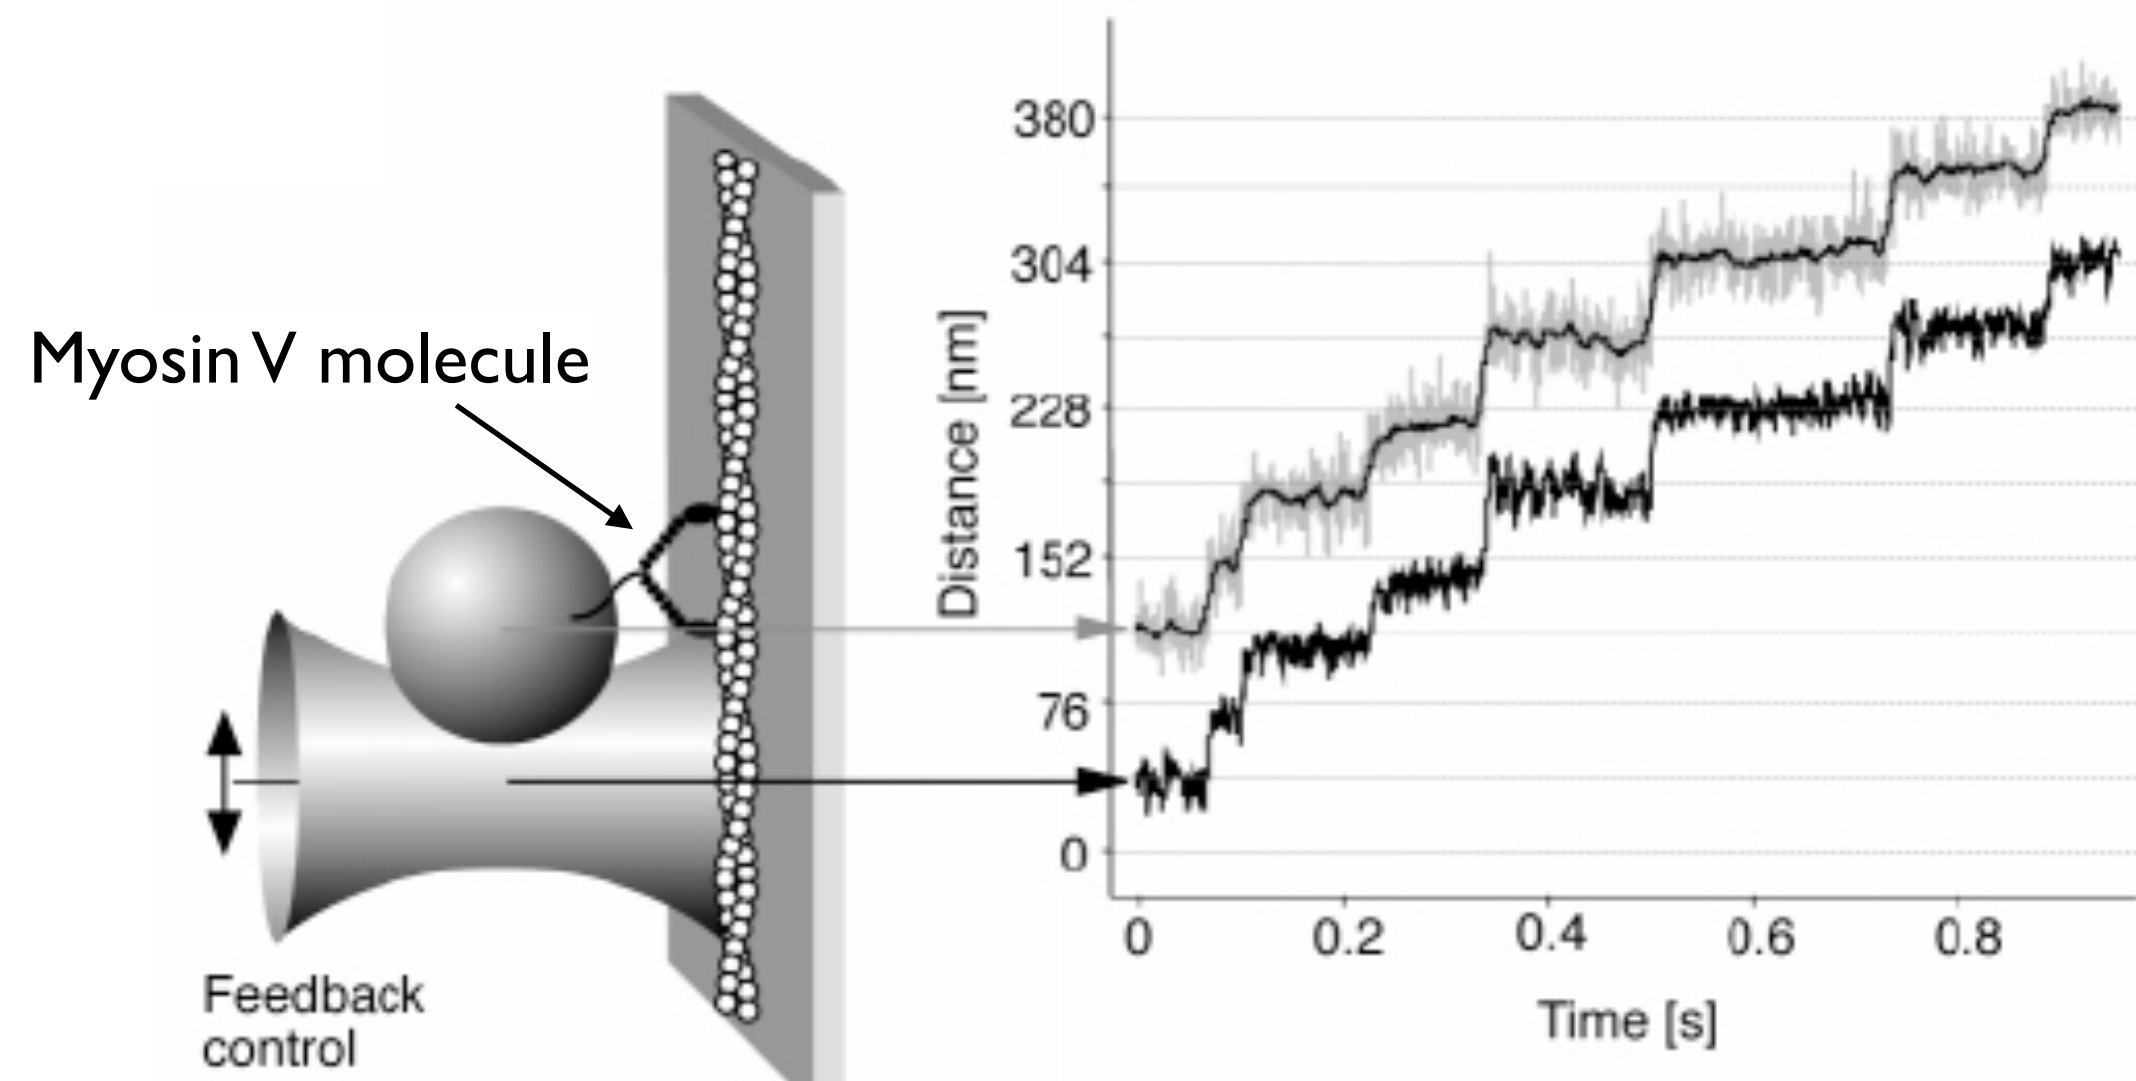 Myosin V molecule
Feedback
control
Distance [nm]
380
304
228
152
76
0
0 0.2 0.4 0.6 0.8
Time [s]